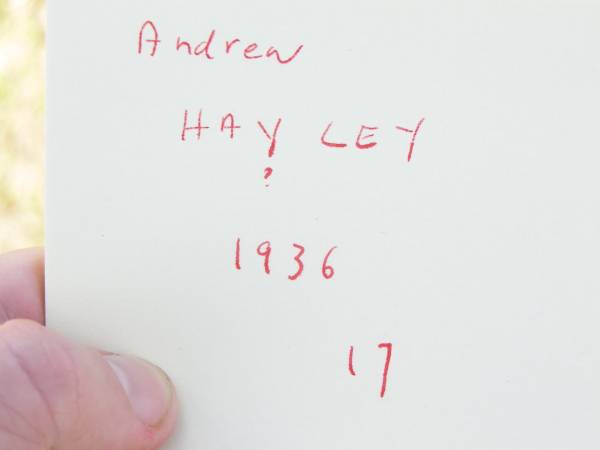 Andrew
HAYLEY
?
1936
17